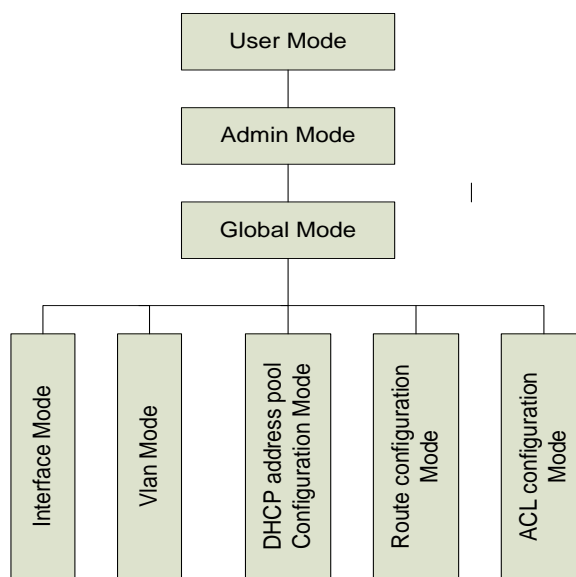 User Mode
Admin Mode
Global Mode
Interface Mode
Vlan Mode
DHCP address pool
Configuration Mode
Route configuration
Mode
ACL configuration
Mode